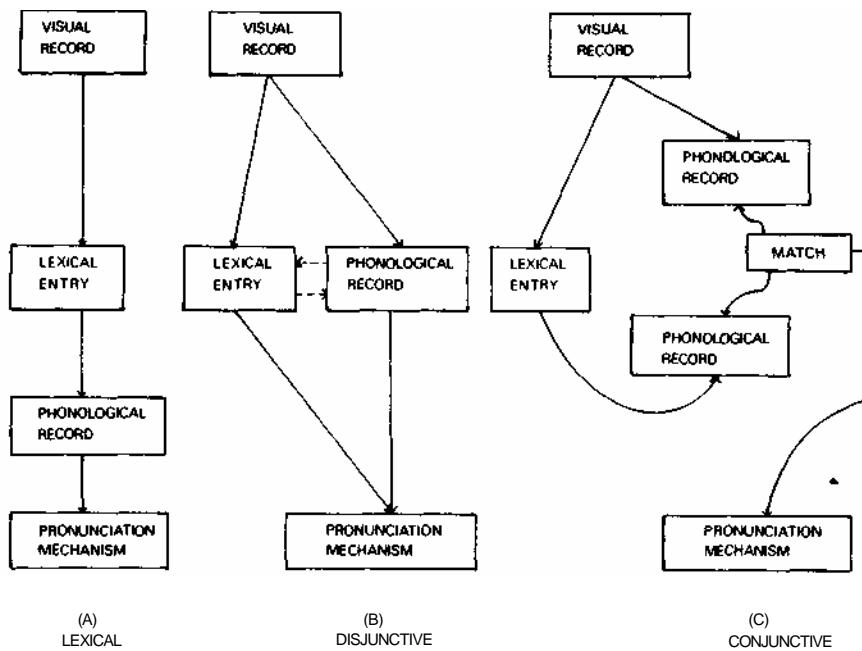 VISUAL
RECORD
LEXICAL
ENTRY
PHONOLOGICAL
RECORD
PRONUNCIATION
MECHANISM
(A)
LEXICAL
VISUAL
RECORD
LEXICAL
ENTRY
PHONOLOGICAL
RECORD
PRONUNCIATION
MECHANISM
(B)
DISJUNCTIVE
VISUAL
RECORD
PHONOLOGICAL
RECORD
MATCH
LEXICAL
ENTRY
PHONOLOGICAL
RECORD
PRONUNCIATION
MECHANISM
(C)
CONJUNCTIVE